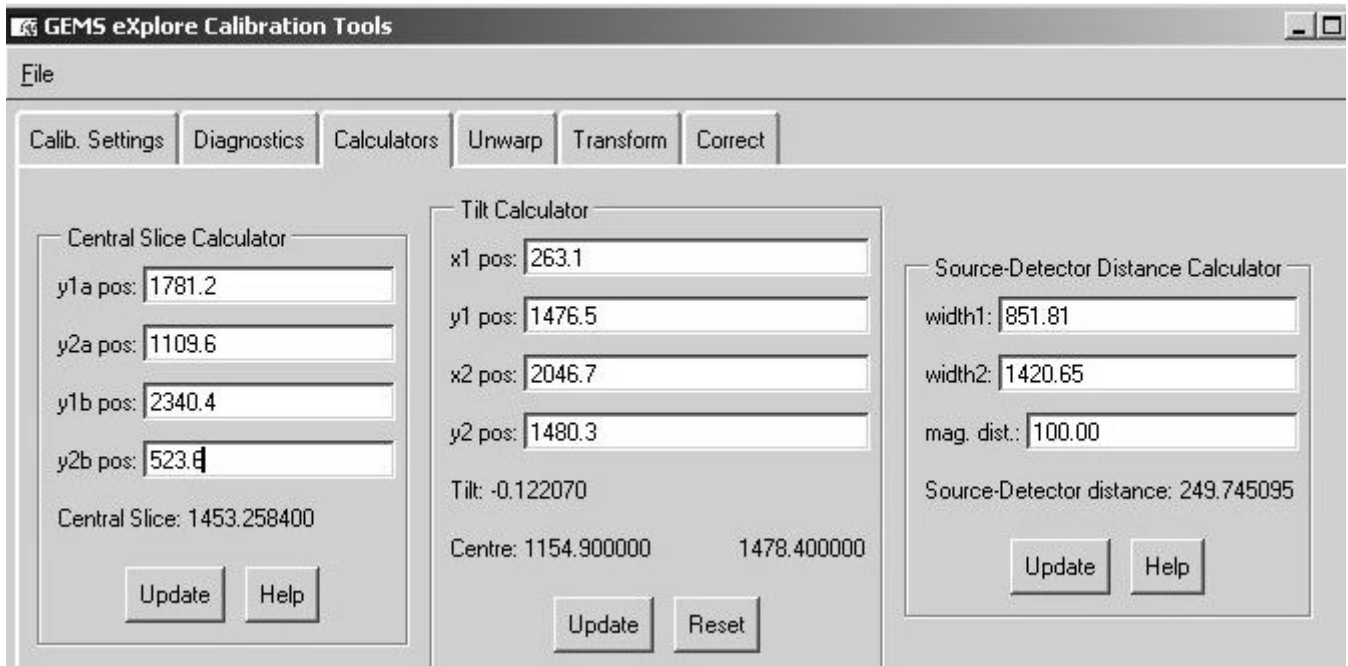 GEMS eXplore Calibration Tools
File
Calib. Settings
Diagnostics
Calculators
Unwarp
Transform
Correct
Central Slice Calculator
y1a pos: 1781.2
y2a pos: 1109.6
y1b pos: 2340.4
y2b pos: 523.6
Central Slice: 1453.258400
Update
Help
Tilt Calculator
x1 pos: 263.1
y1 pos: 1476.5
x2 pos: 2046.7
y2 pos: 1480.3
Tilt: -0.122070
Centre: 1154.900000 1478.400000
Update
Reset
Source-Detector Distance Calculator
width1: 851.81
width2: 1420.65
mag. dist.: 100.00
Source-Detector distance: 249.745095
Update
Help